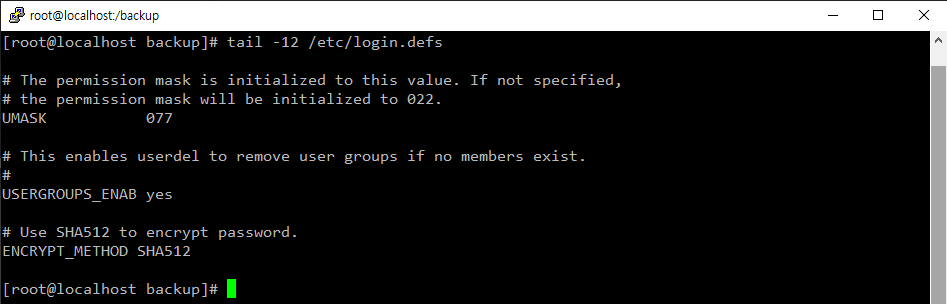 root@localhost:/backup
[root@localhost backup]# tail -12 /etc/login.defs
# The permission mask is initialized to this value. If not specified,
# the permission mask will be initialized to 022.
UMASK           077
# This enables userdel to remove user groups if no members exist.
#
USERGROUPS_ENAB yes
# Use SHA512 to encrypt password.
ENCRYPT_METHOD SHA512
[root@localhost backup]#